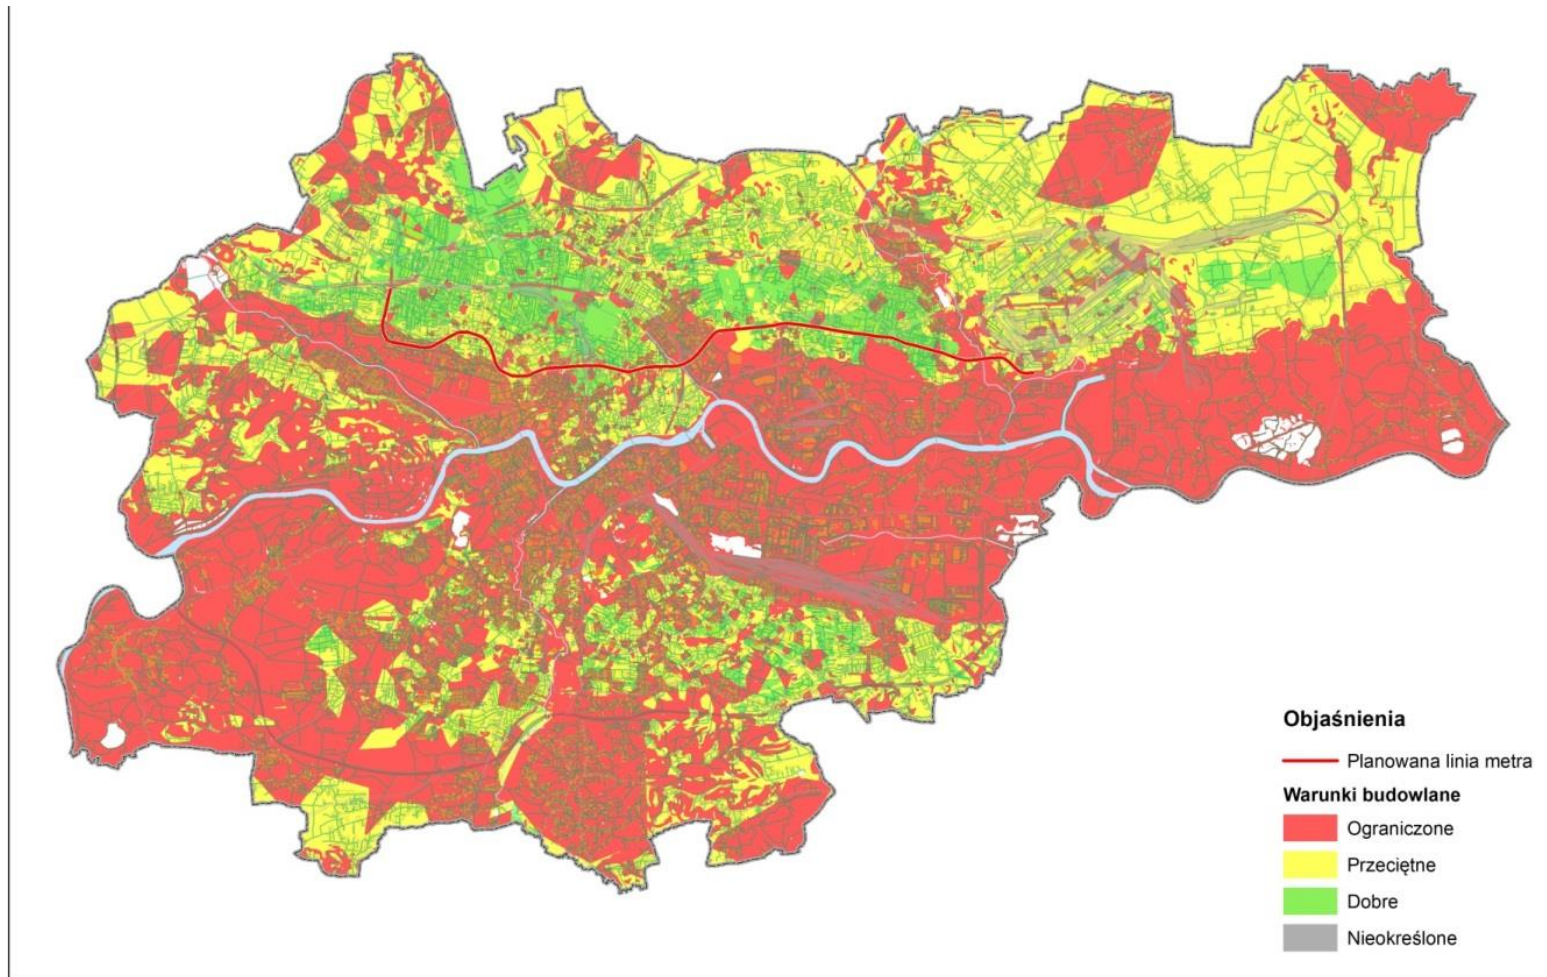 Objaśnienia
Planowana linia metra
Warunki budowlane
Ograniczone
Przeciętne
Dobre
Nieokreślone